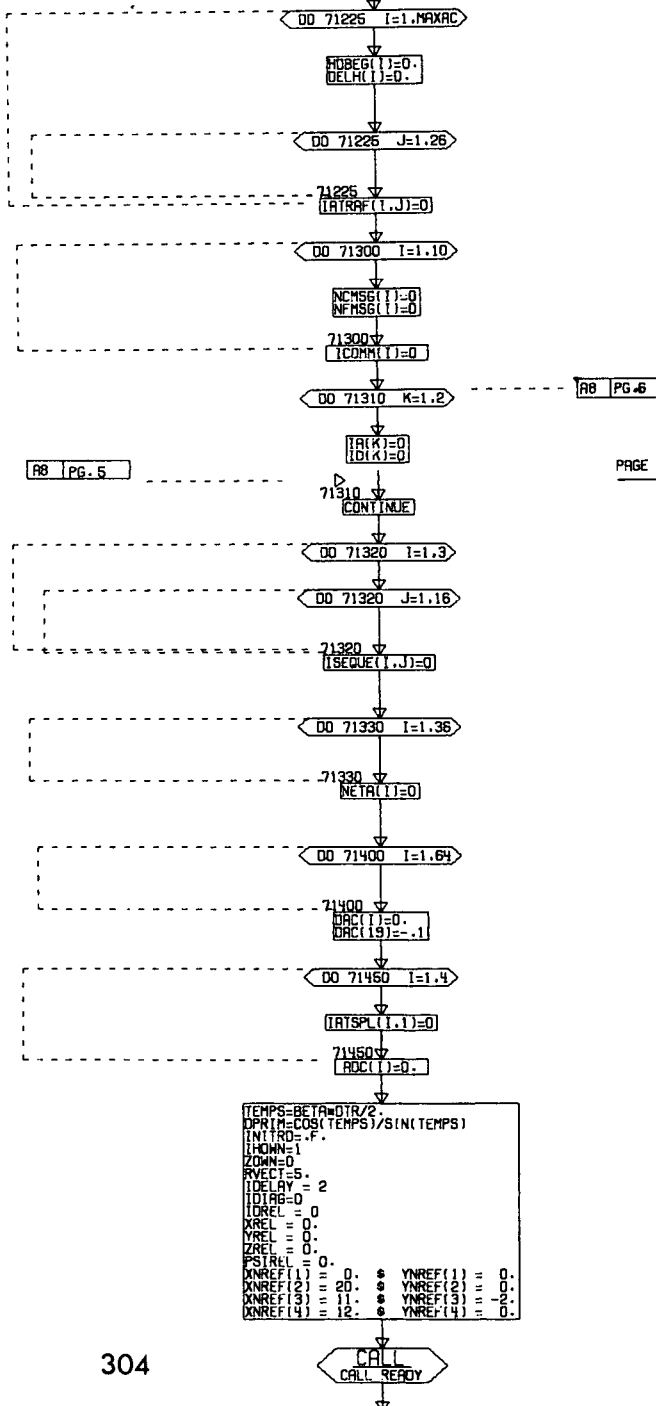 DO 71225 I=1,MAXAC
HDBEG(I)=0.
DELH(I)=0.
DO 71225 J=1,26
71225
IATRAF(I,J)=0
DO 71300 I=1,10
NCMSG(I)=0
NFMSG(I)=0
71300
ICOMM(I)=0
DO 71310 K=1,2
A8 PG.6
IA(K)=0
ID(K)=0
A8 PG.5
PAGE
71310
CONTINUE
DO 71320 I=1,3
DO 71320 J=1,16
71320
ISEQUE(I,J)=0
DO 71330 I=1,36
71330
NETA(I)=0
DO 71400 I=1,64
71400
DAC(I)=0.
DAC(19)=-.1
DO 71450 I=1,4
IATSPL(I,1)=0
71450
ADC(I)=0.
TEMPS=BETA*DTR/2.
DPRIM=COS(TEMPS)/SIN(TEMPS)
INITRD=.F.
IHOWN=1
ZOWN=0
RVECT=5.
IDELAY = 2
IDIAG=0
IDREL = 0
XREL = 0.
YREL = 0.
ZREL = 0.
PSIREL = 0.
XNREF(1) = 0. $ YNREF(1) = 0.
XNREF(2) = 20. $ YNREF(2) = 0.
XNREF(3) = 11. $ YNREF(3) = -2.
XNREF(4) = 12. $ YNREF(4) = 0.
304
CALL
CALL READY